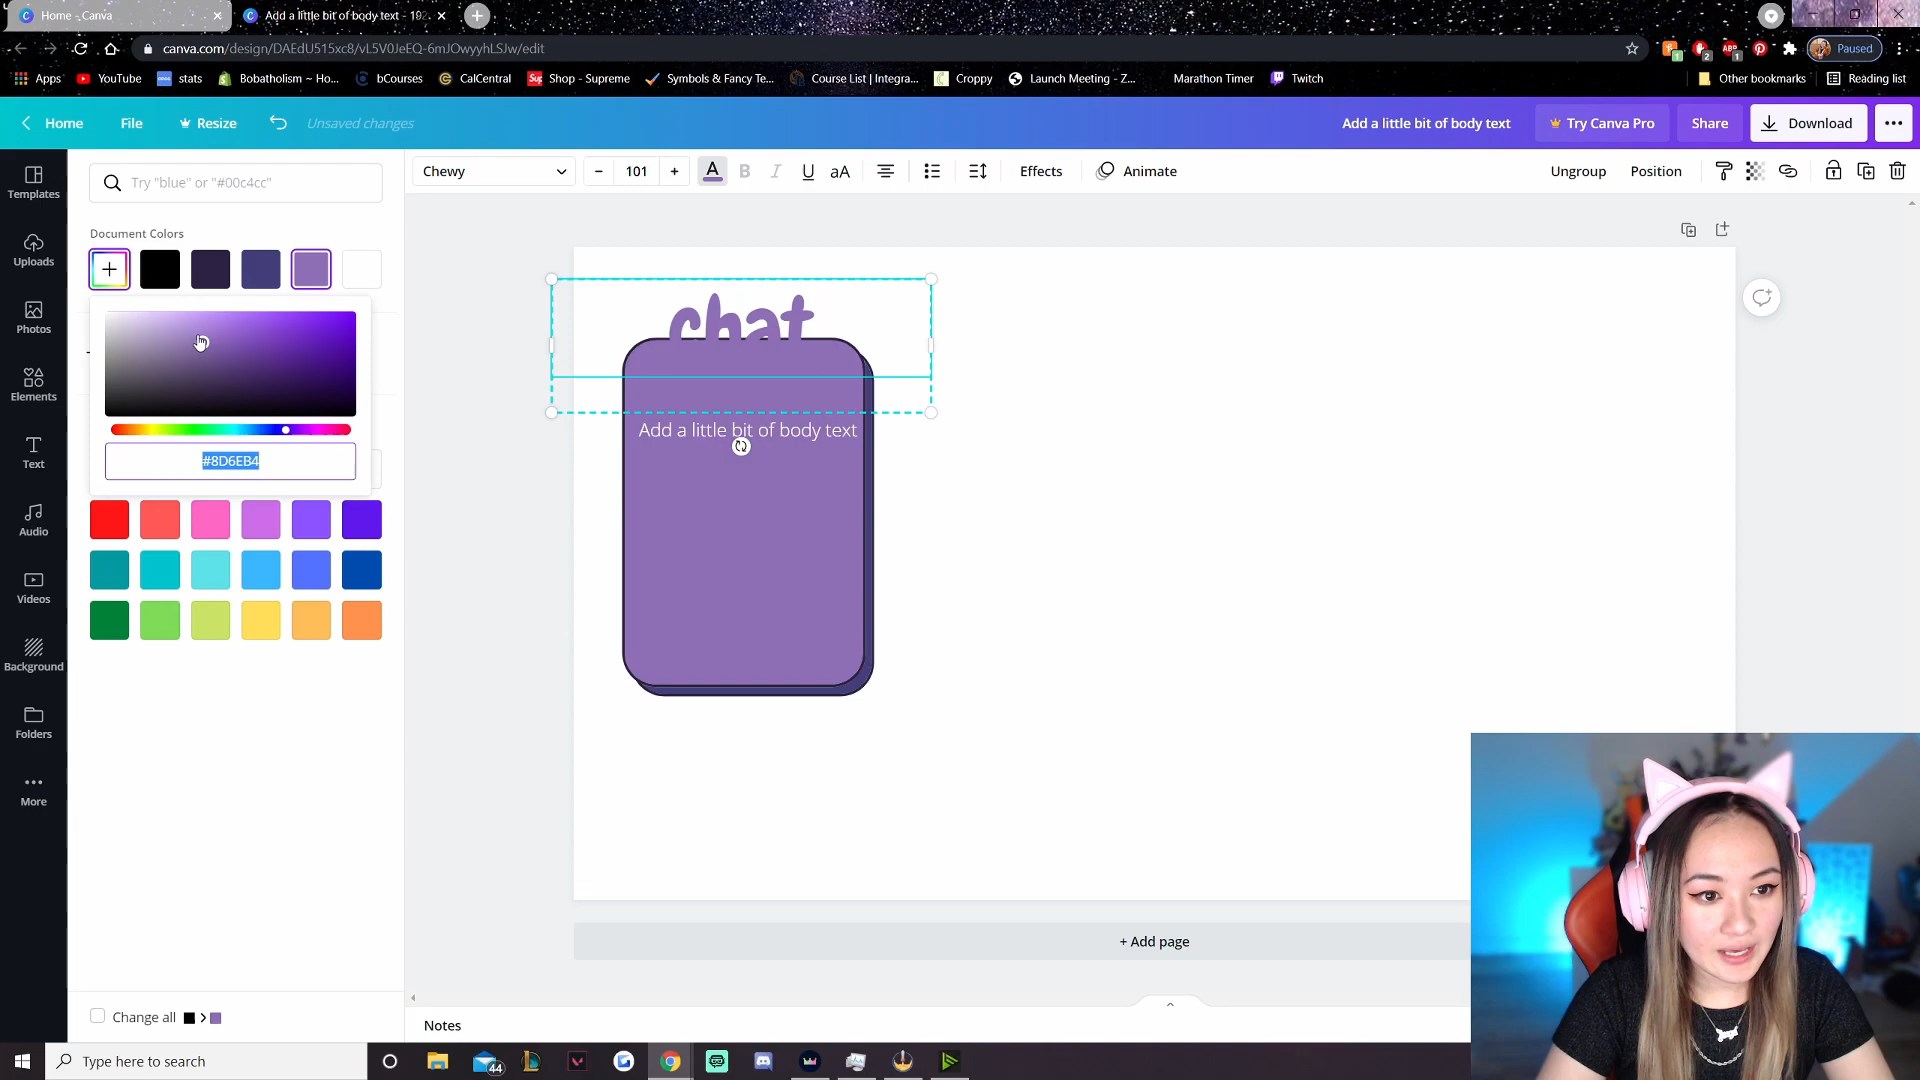 Home - Canva
Add a little bit of body text - 192
canva.com/design/DAEdU515xc8/vL5V0JeEQ-6mJOwyyhLSJw/edit
Paused
Apps
YouTube
stats
Bobatholism – Ho...
bCourses
CalCentral
Shop - Supreme
Symbols & Fancy Te...
Course List | Integra...
Croppy
Launch Meeting - Z...
Marathon Timer
Twitch
Other bookmarks
Reading list
Home
File
Resize
Unsaved changes
Add a little bit of body text
Try Canva Pro
Share
Download
Templates
Uploads
Photos
Elements
Text
Audio
Videos
Background
Folders
More
Try "blue" or "#00c4cc"
Chewy
101
A
B
I
U
aA
Effects
Animate
Ungroup
Position
Document Colors
#8D6EB4
chat
Add a little bit of body text
+ Add page
Change all
Notes
Type here to search
44